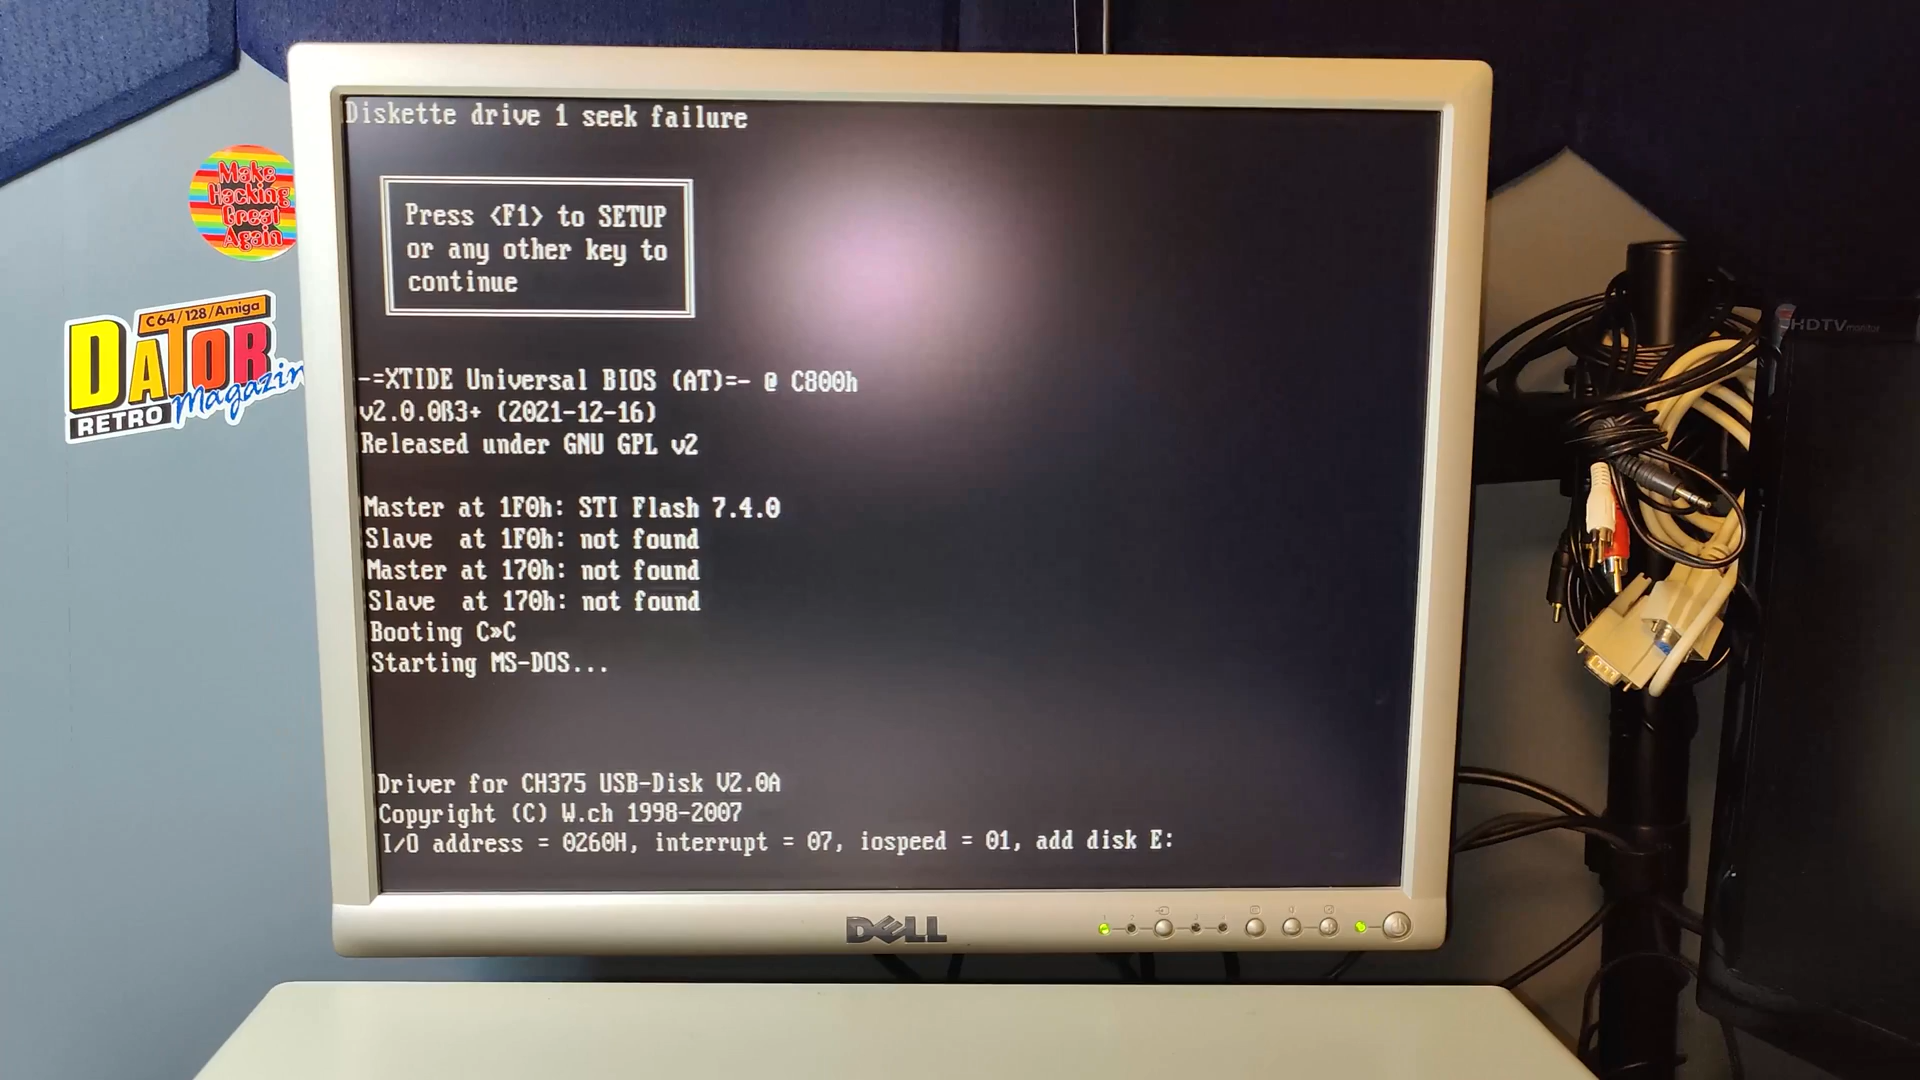 Diskette drive 1 seek failure
Press <F1> to SETUP
or any other key to
continue
-=XTIDE Universal BIOS (AT)=- @ C800h
v2.0.0ß3+ (2021-12-16)
Released under GNU GPL v2
Master at 1F0h: STI Flash 7.4.0
Slave  at 1F0h: not found
Master at 170h: not found
Slave  at 170h: not found
Booting C»C
Starting MS-DOS...
Driver for CH375 USB-Disk V2.0A
Copyright (C) W.ch 1998-2007
I/O address = 0260H, interrupt = 07, iospeed = 01, add disk E:
DELL
Make
Hacking
Great
Again
C64/128/Amiga
DATOR
RETRO Magazin
HDTV monitor